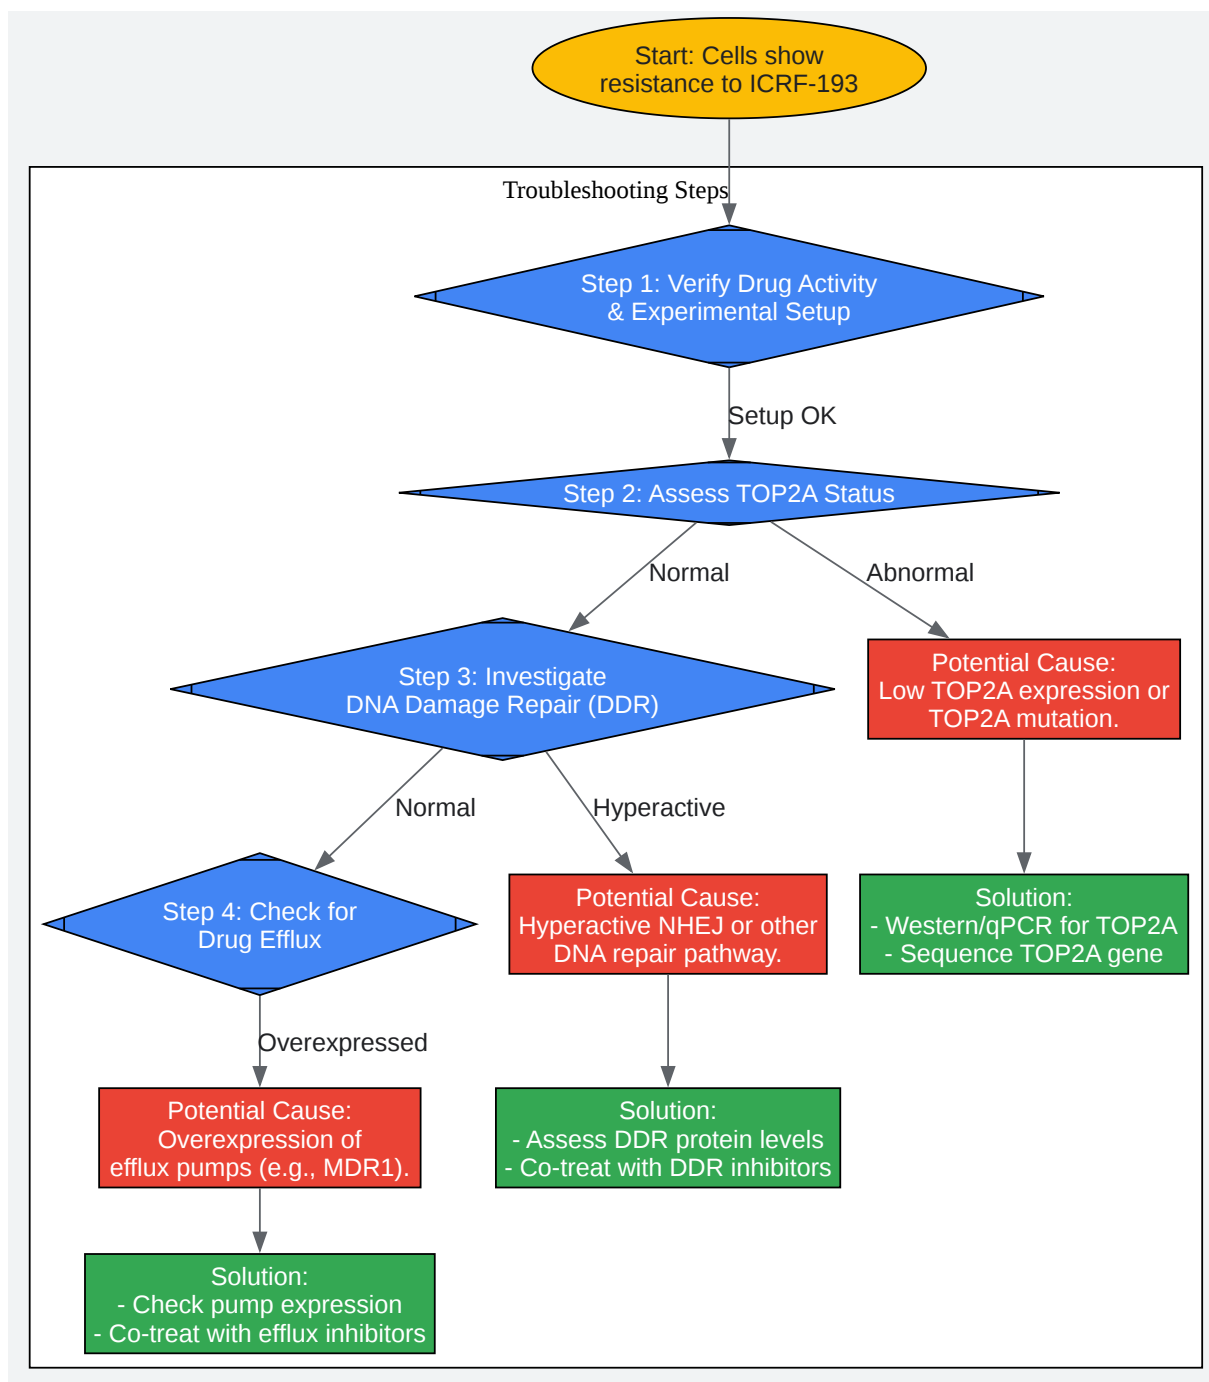 Start: Cells show
resistance to ICRF-193
Troubleshooting Steps
Step 1: Verify Drug Activity
& Experimental Setup
Setup OK
Step 2: Assess TOP2A Status
Normal
Abnormal
Step 3: Investigate
DNA Damage Repair (DDR)
Potential Cause:
Low TOP2A expression or
TOP2A mutation.
Normal
Hyperactive
Step 4: Check for
Drug Efflux
Potential Cause:
Hyperactive NHEJ or other
DNA repair pathway.
Solution:
- Western/qPCR for TOP2A
- Sequence TOP2A gene
Overexpressed
Potential Cause:
Overexpression of
efflux pumps (e.g., MDR1).
Solution:
- Assess DDR protein levels
- Co-treat with DDR inhibitors
Solution:
- Check pump expression
- Co-treat with efflux inhibitors